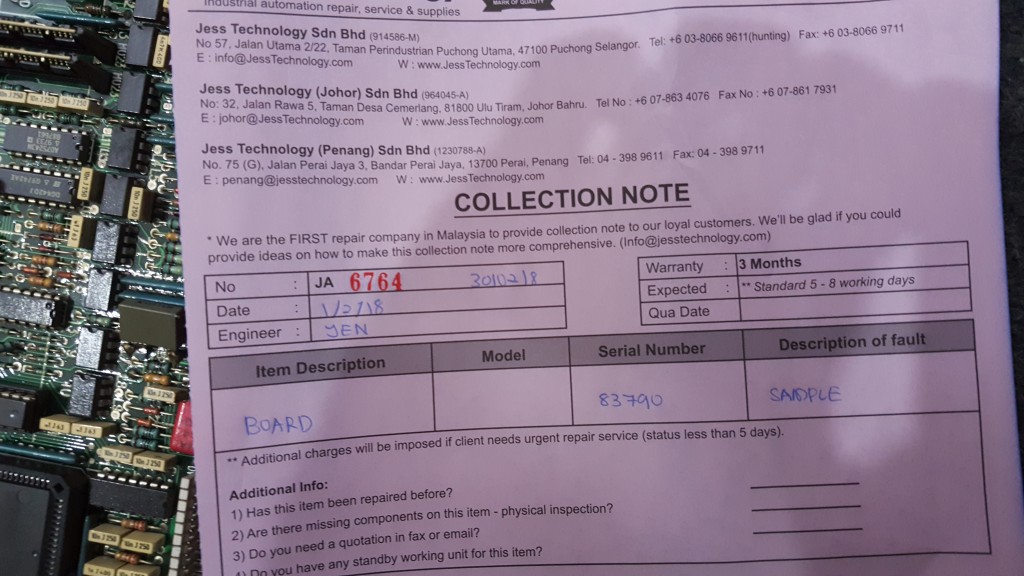 Industrial automation repair, service & supplies
MARK OF QUALITY
Jess Technology Sdn Bhd (914586-M)
No 57, Jalan Utama 2/22, Taman Perindustrian Puchong Utama, 47100 Puchong Selangor. Tel: +6 03-8066 9611(hunting) Fax: +6 03-8066 9711
E : info@JessTechnology.com W : www.JessTechnology.com
Jess Technology (Johor) Sdn Bhd (964045-A)
No: 32, Jalan Rawa 5, Taman Desa Cemerlang, 81800 Ulu Tiram, Johor Bahru. Tel No : +6 07-863 4076 Fax No : +6 07-861 7931
E : johor@JessTechnology.com W : www.JessTechnology.com
Jess Technology (Penang) Sdn Bhd (1230788-A)
No. 75 (G), Jalan Perai Jaya 3, Bandar Perai Jaya, 13700 Perai, Penang Tel: 04 - 398 9611 Fax: 04 - 398 9711
E : penang@jesstechnology.com W : www.JessTechnology.com
COLLECTION NOTE
* We are the FIRST repair company in Malaysia to provide collection note to our loyal customers. We'll be glad if you could
provide ideas on how to make this collection note more comprehensive. (Info@jesstechnology.com)
No : JA 6764
Date : 1/2/18
Engineer : JEN
Warranty : 3 Months
Expected : ** Standard 5 - 8 working days
Qua Date
Item Description Model Serial Number Description of fault
BOARD 83790 SAMPLE
** Additional charges will be imposed if client needs urgent repair service (status less than 5 days).
Additional Info:
1) Has this item been repaired before?
2) Are there missing components on this item - physical inspection?
3) Do you need a quotation in fax or email?
4) Do you have any standby working unit for this item?